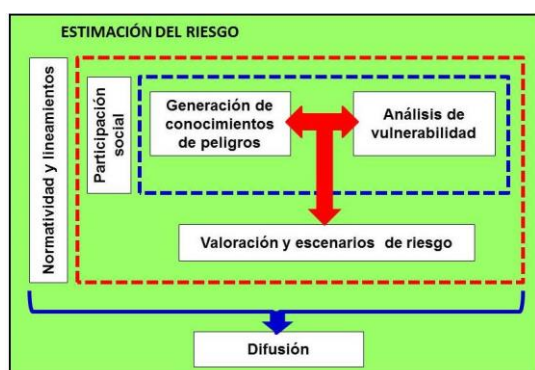 ESTIMACIÓN DEL RIESGO
Normatividad y lineamientos
Participación
social
Generación de
conocimientos
de peligros
Análisis de
vulnerabilidad
Valoración y escenarios de riesgo
Difusión